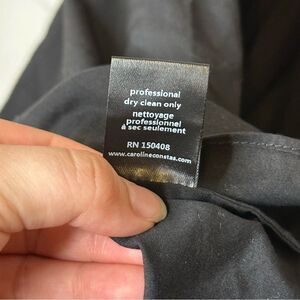 professional
dry clean only
nettoyage
professionnel
à sec seulement
RN 150408
www.carolineconstas.com